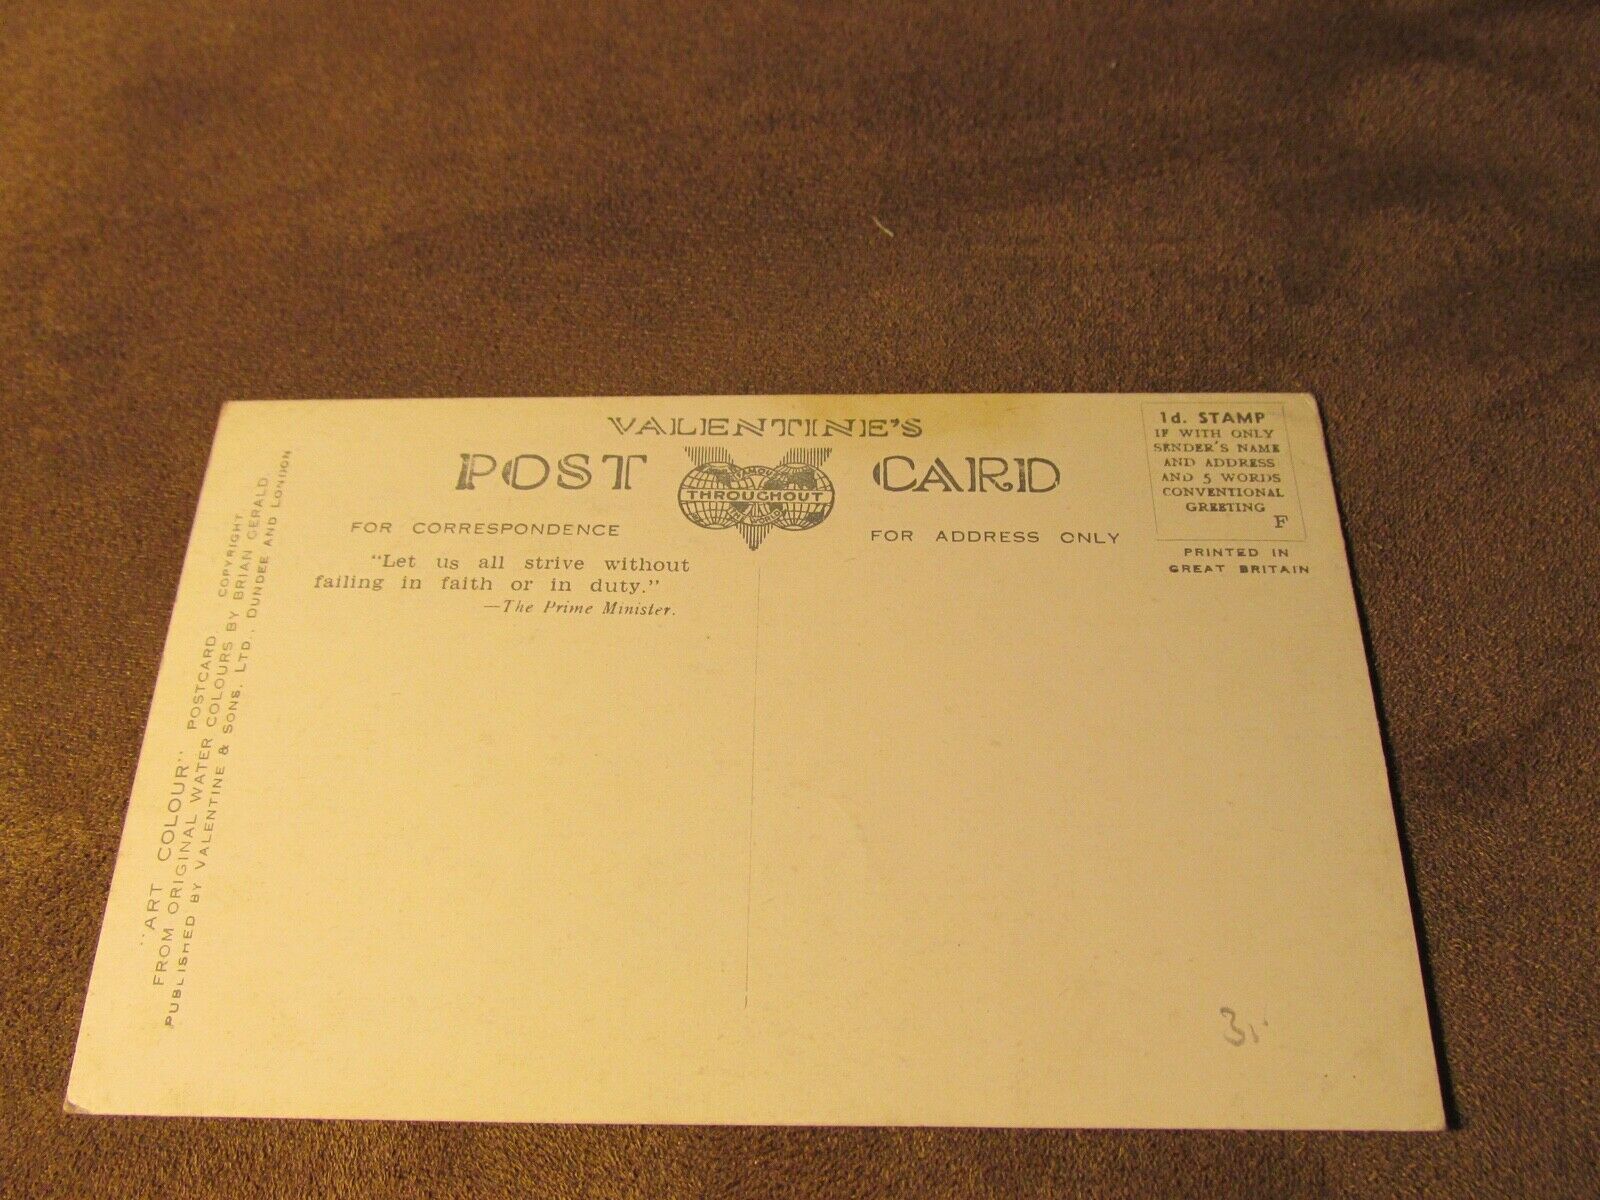 VALENTINE'S
POST CARD
FAMOUS
THROUGHOUT
THE WORLD
FOR CORRESPONDENCE
FOR ADDRESS ONLY
"Let us all strive without
failing in faith or in duty."
—The Prime Minister.
1d. STAMP
IF WITH ONLY
SENDER'S NAME
AND ADDRESS
AND 5 WORDS
CONVENTIONAL
GREETING
F
PRINTED IN
GREAT BRITAIN
"ART COLOUR" POSTCARD. COPYRIGHT.
FROM ORIGINAL WATER COLOURS BY BRIAN GERALD.
PUBLISHED BY VALENTINE & SONS. LTD., DUNDEE AND LONDON